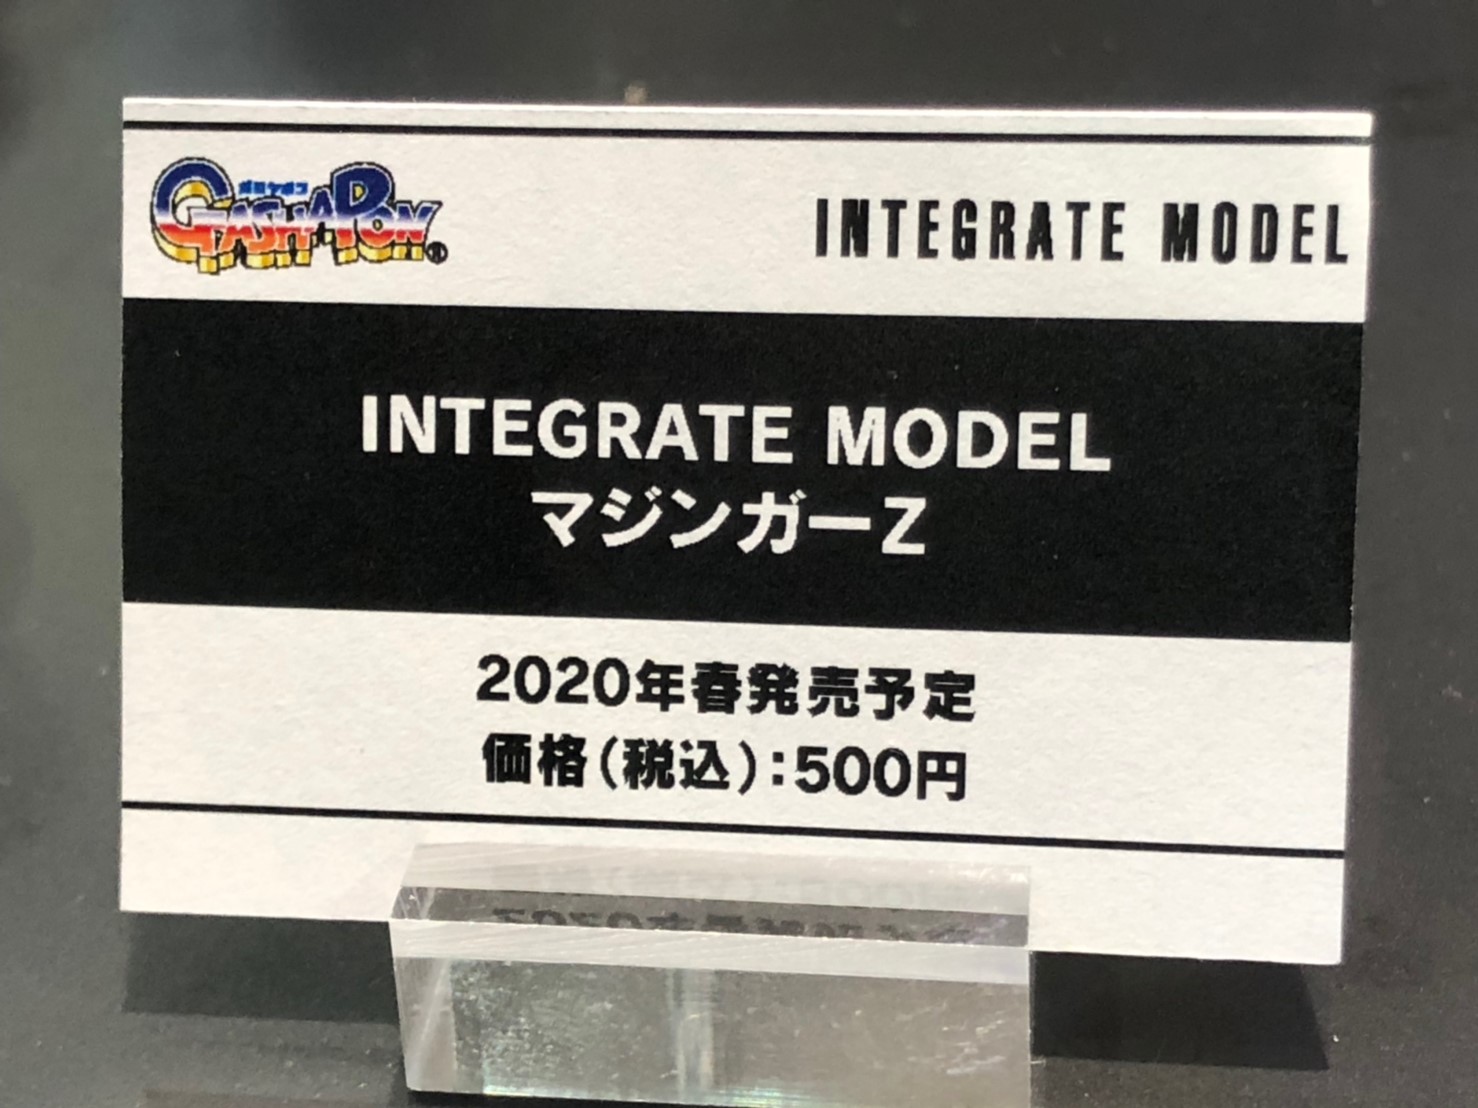 GASHAPON®
INTEGRATE MODEL
INTEGRATE MODEL
マジンガーZ
2020年春発売予定
価格(税込):500円